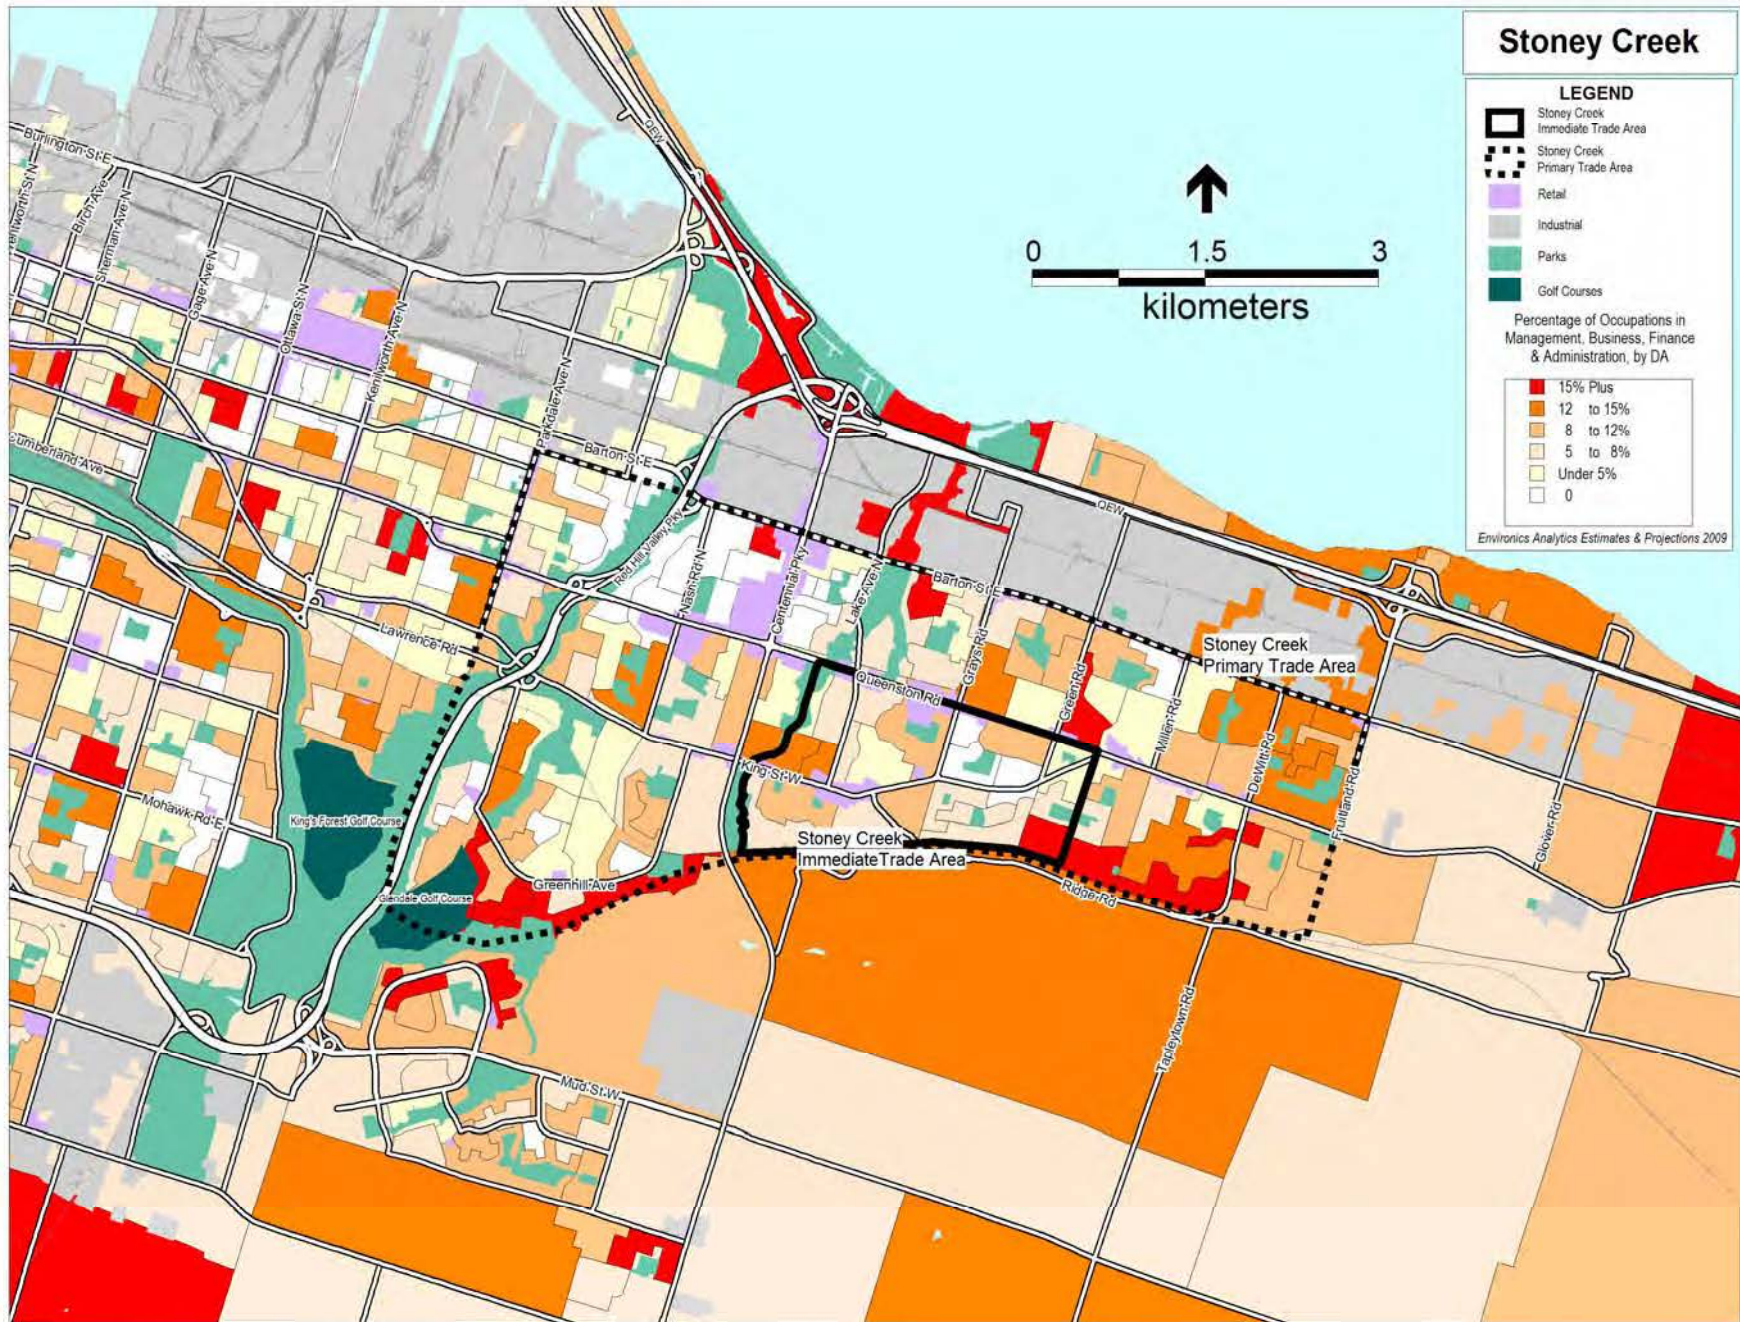 Stoney Creek
LEGEND
Stoney Creek
Immediate Trade Area
Stoney Creek
Primary Trade Area
Retail
Industrial
Parks
Golf Courses
Percentage of Occupations in
Management, Business, Finance
& Administration, by DA
15% Plus
12 to 15%
8 to 12%
5 to 8%
Under 5%
0
Environics Analytics Estimates & Projections 2009
0 1.5 3
kilometers
QEW
Burlington St E
Birch Ave
Sherman Ave N
Gage Ave N
Ottawa St N
Kenilworth Ave N
Parkdale Ave N
Cumberland Ave
Barton St E
Red Hill Valley Pky
Nash Rd N
Centennial Pky
Lake Ave N
Barton St E
QEW
Lawrence Rd
Grays Rd
Green Rd
Millen Rd
DeWitt Rd
Fruitland Rd
Glover Rd
Stoney Creek
Primary Trade Area
Queenston Rd
King St W
Mohawk Rd E
King's Forest Golf Course
Stoney Creek
ImmediateTrade Area
Greenhill Ave
Glendale Golf Course
Ridge Rd
Tapleytown Rd
Mud St W